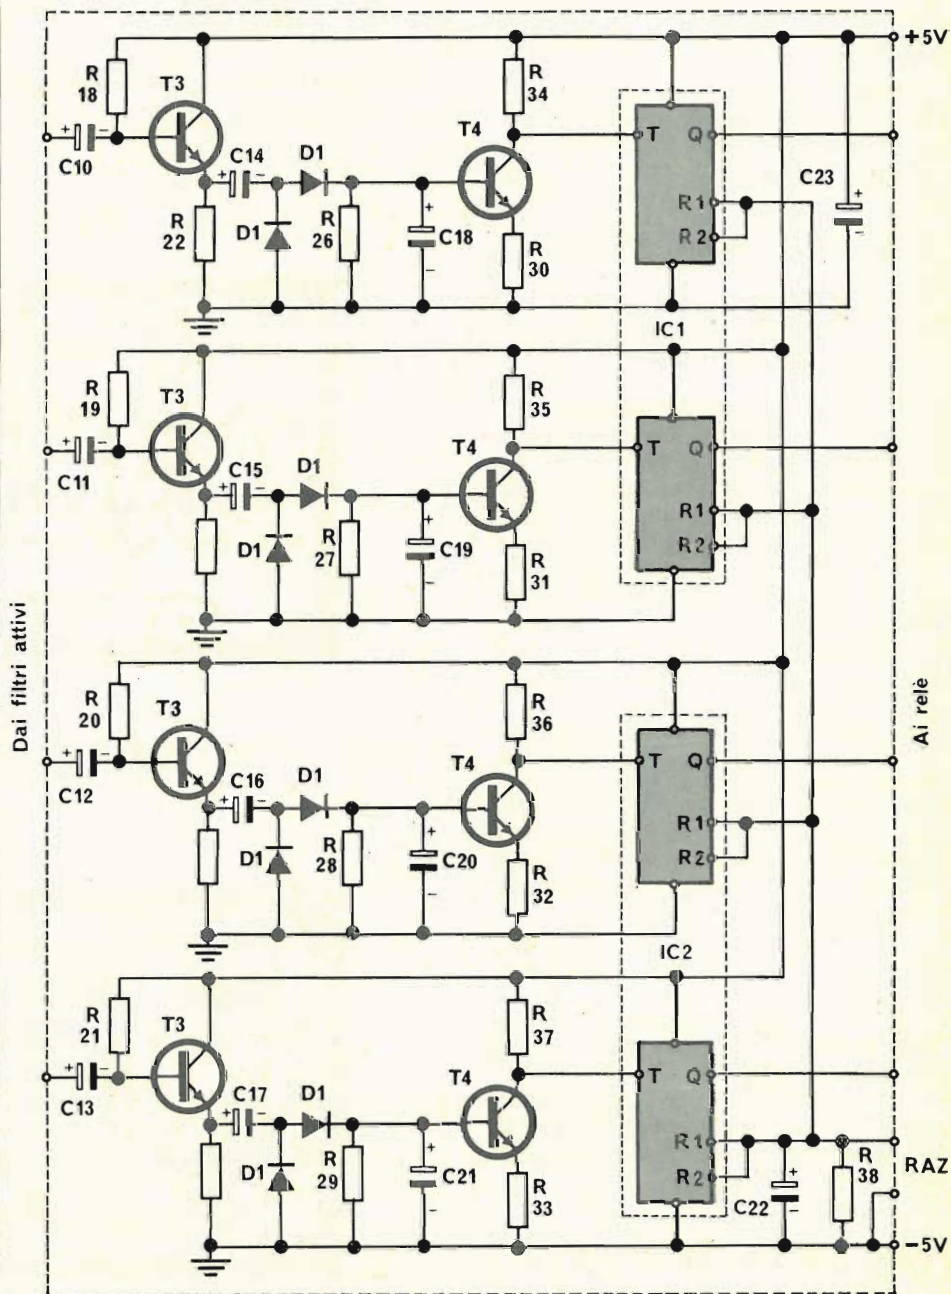 +5V
R
18
T3
C10
C14
D1
R
22
D1
R
26
C18
T4
R
34
R
30
T
Q
R1
R2
C23
IC1
R
19
T3
C11
C15
D1
D1
R
27
C19
T4
R
35
R
31
T
Q
R1
R2
Dai filtri attivi
Ai relè
R
20
T3
C12
C16
D1
D1
R
28
C20
T4
R
36
R
32
T
Q
R1
R2
IC2
R
21
T3
C13
C17
D1
D1
R
29
C21
T4
R
37
R
33
T
Q
R1
R2
C22
R
38
RAZ
-5V